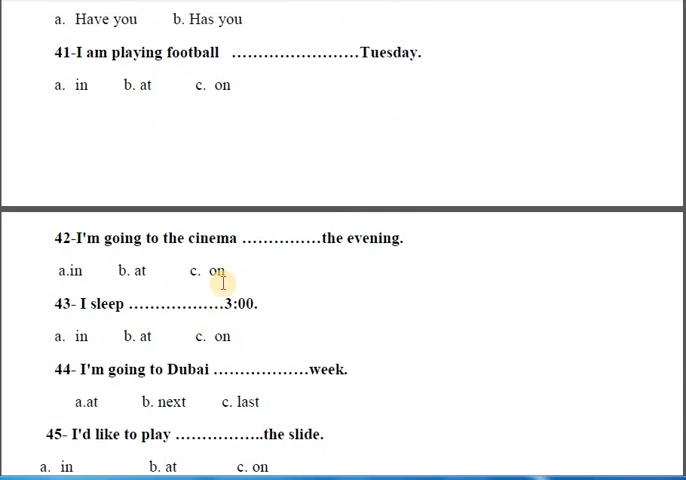 a. Have you b. Has you
41-I am playing football ……………………..Tuesday.
a. in b. at c. on
42-I'm going to the cinema ……………the evening.
a.in b. at c. on
43- I sleep ……………….3:00.
a. in b. at c. on
44- I'm going to Dubai ……………….week.
a.at b. next c. last
45- I'd like to play ……………..the slide.
a. in b. at c. on